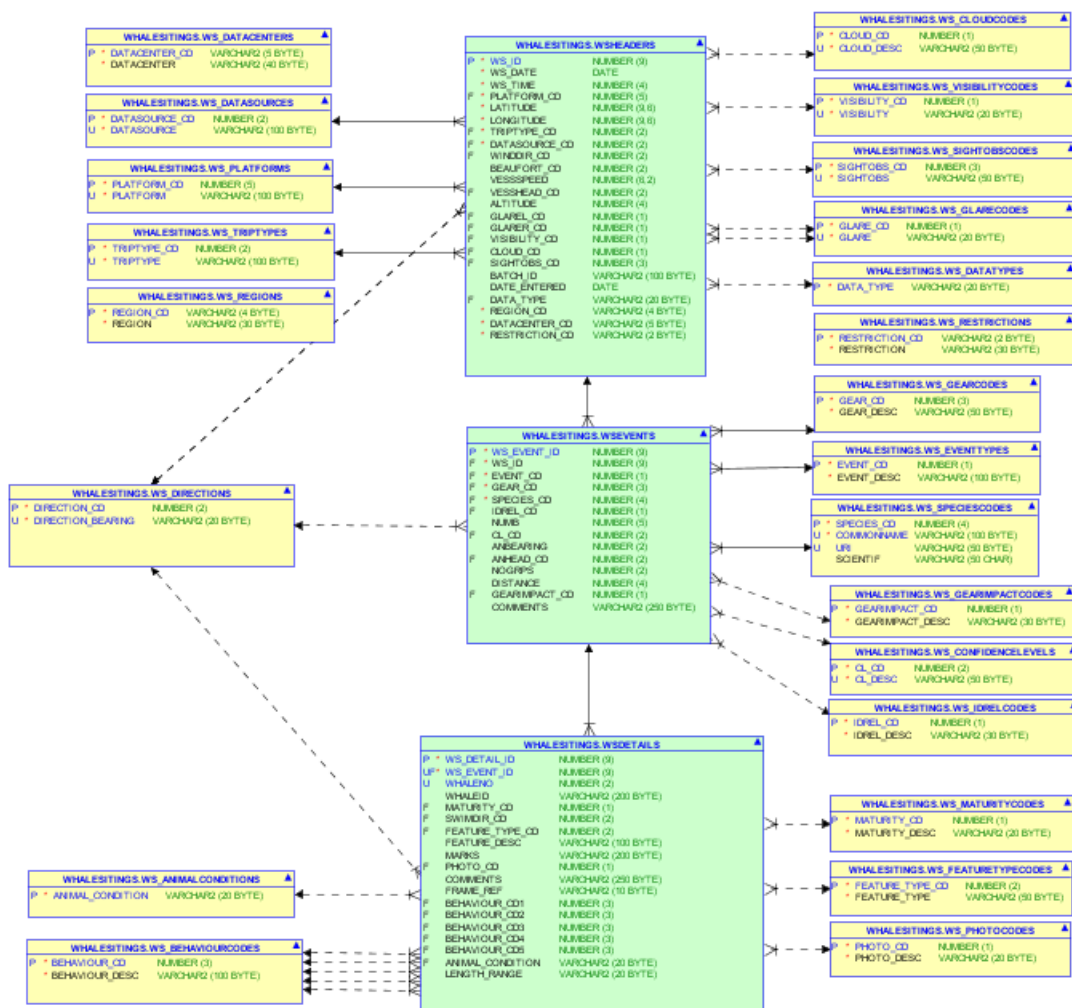 WHALESITINGS.WS_DATACENTERS
P * DATACENTER_CD VARCHAR2 (5 BYTE)
* DATACENTER VARCHAR2 (40 BYTE)
WHALESITINGS.WS_DATASOURCES
P * DATASOURCE_CD NUMBER (2)
U * DATASOURCE VARCHAR2 (100 BYTE)
WHALESITINGS.WS_PLATFORMS
P * PLATFORM_CD NUMBER (5)
U * PLATFORM VARCHAR2 (100 BYTE)
WHALESITINGS.WS_TRIPTYPES
P * TRIPTYPE_CD NUMBER (2)
U * TRIPTYPE VARCHAR2 (100 BYTE)
WHALESITINGS.WS_REGIONS
P * REGION_CD VARCHAR2 (4 BYTE)
* REGION VARCHAR2 (30 BYTE)
WHALESITINGS.WSHEADERS
P * WS_ID NUMBER (9)
* WS_DATE DATE
* WS_TIME NUMBER (4)
F * PLATFORM_CD NUMBER (5)
* LATITUDE NUMBER (9,6)
* LONGITUDE NUMBER (9,6)
F * TRIPTYPE_CD NUMBER (2)
F * DATASOURCE_CD NUMBER (2)
F WINDDIR_CD NUMBER (2)
BEAUFORT_CD NUMBER (2)
VESSSPEED NUMBER (6,2)
F VESSHEAD_CD NUMBER (2)
ALTITUDE NUMBER (4)
F GLAREL_CD NUMBER (1)
F GLARER_CD NUMBER (1)
F VISIBILITY_CD NUMBER (1)
F CLOUD_CD NUMBER (1)
F SIGHTOBS_CD NUMBER (3)
BATCH_ID VARCHAR2 (100 BYTE)
DATE_ENTERED DATE
F DATA_TYPE VARCHAR2 (20 BYTE)
* REGION_CD VARCHAR2 (4 BYTE)
* DATACENTER_CD VARCHAR2 (5 BYTE)
* RESTRICTION_CD VARCHAR2 (2 BYTE)
WHALESITINGS.WS_CLOUDCODES
P * CLOUD_CD NUMBER (1)
U * CLOUD_DESC VARCHAR2 (50 BYTE)
WHALESITINGS.WS_VISIBILITYCODES
P * VISIBILITY_CD NUMBER (1)
U * VISIBILITY VARCHAR2 (20 BYTE)
WHALESITINGS.WS_SIGHTOBSCODES
P * SIGHTOBS_CD NUMBER (3)
U * SIGHTOBS VARCHAR2 (50 BYTE)
WHALESITINGS.WS_GLARECODES
P * GLARE_CD NUMBER (1)
U * GLARE VARCHAR2 (20 BYTE)
WHALESITINGS.WS_DATATYPES
P * DATA_TYPE VARCHAR2 (20 BYTE)
WHALESITINGS.WS_RESTRICTIONS
P * RESTRICTION_CD VARCHAR2 (2 BYTE)
* RESTRICTION VARCHAR2 (30 BYTE)
WHALESITINGS.WS_GEARCODES
P * GEAR_CD NUMBER (3)
* GEAR_DESC VARCHAR2 (50 BYTE)
WHALESITINGS.WS_EVENTTYPES
P * EVENT_CD NUMBER (1)
* EVENT_DESC VARCHAR2 (100 BYTE)
WHALESITINGS.WS_SPECIESCODES
P * SPECIES_CD NUMBER (4)
U * COMMONNAME VARCHAR2 (100 BYTE)
U URI VARCHAR2 (50 BYTE)
SCIENTIF VARCHAR2 (50 CHAR)
WHALESITINGS.WS_GEARIMPACTCODES
P * GEARIMPACT_CD NUMBER (1)
* GEARIMPACT_DESC VARCHAR2 (30 BYTE)
WHALESITINGS.WS_CONFIDENCELEVELS
P * CL_CD NUMBER (2)
U * CL_DESC VARCHAR2 (50 BYTE)
WHALESITINGS.WS_IDRELCODES
P * IDREL_CD NUMBER (1)
* IDREL_DESC VARCHAR2 (30 BYTE)
WHALESITINGS.WSEVENTS
P * WS_EVENT_ID NUMBER (9)
F * WS_ID NUMBER (9)
F * EVENT_CD NUMBER (1)
F * GEAR_CD NUMBER (3)
F * SPECIES_CD NUMBER (4)
F IDREL_CD NUMBER (1)
NUMB NUMBER (5)
F CL_CD NUMBER (2)
ANBEARING NUMBER (2)
F ANHEAD_CD NUMBER (2)
NOGRPS NUMBER (2)
DISTANCE NUMBER (4)
F GEARIMPACT_CD NUMBER (1)
COMMENTS VARCHAR2 (250 BYTE)
WHALESITINGS.WS_DIRECTIONS
P * DIRECTION_CD NUMBER (2)
U * DIRECTION_BEARING VARCHAR2 (20 BYTE)
WHALESITINGS.WSDETAILS
P * WS_DETAIL_ID NUMBER (9)
UF* WS_EVENT_ID NUMBER (9)
U WHALENO NUMBER (2)
WHALEID VARCHAR2 (200 BYTE)
F MATURITY_CD NUMBER (1)
F SWIMDIR_CD NUMBER (2)
F FEATURE_TYPE_CD NUMBER (2)
FEATURE_DESC VARCHAR2 (100 BYTE)
MARKS VARCHAR2 (200 BYTE)
F PHOTO_CD NUMBER (1)
COMMENTS VARCHAR2 (250 BYTE)
FRAME_REF VARCHAR2 (10 BYTE)
F BEHAVIOUR_CD1 NUMBER (3)
F BEHAVIOUR_CD2 NUMBER (3)
F BEHAVIOUR_CD3 NUMBER (3)
F BEHAVIOUR_CD4 NUMBER (3)
F BEHAVIOUR_CD5 NUMBER (3)
F ANIMAL_CONDITION VARCHAR2 (20 BYTE)
LENGTH_RANGE VARCHAR2 (20 BYTE)
WHALESITINGS.WS_ANIMALCONDITIONS
P * ANIMAL_CONDITION VARCHAR2 (20 BYTE)
WHALESITINGS.WS_BEHAVIOURCODES
P * BEHAVIOUR_CD NUMBER (3)
* BEHAVIOUR_DESC VARCHAR2 (100 BYTE)
WHALESITINGS.WS_MATURITYCODES
P * MATURITY_CD NUMBER (1)
* MATURITY_DESC VARCHAR2 (20 BYTE)
WHALESITINGS.WS_FEATURETYPECODES
P * FEATURE_TYPE_CD NUMBER (2)
* FEATURE_TYPE VARCHAR2 (50 BYTE)
WHALESITINGS.WS_PHOTOCODES
P * PHOTO_CD NUMBER (1)
* PHOTO_DESC VARCHAR2 (20 BYTE)